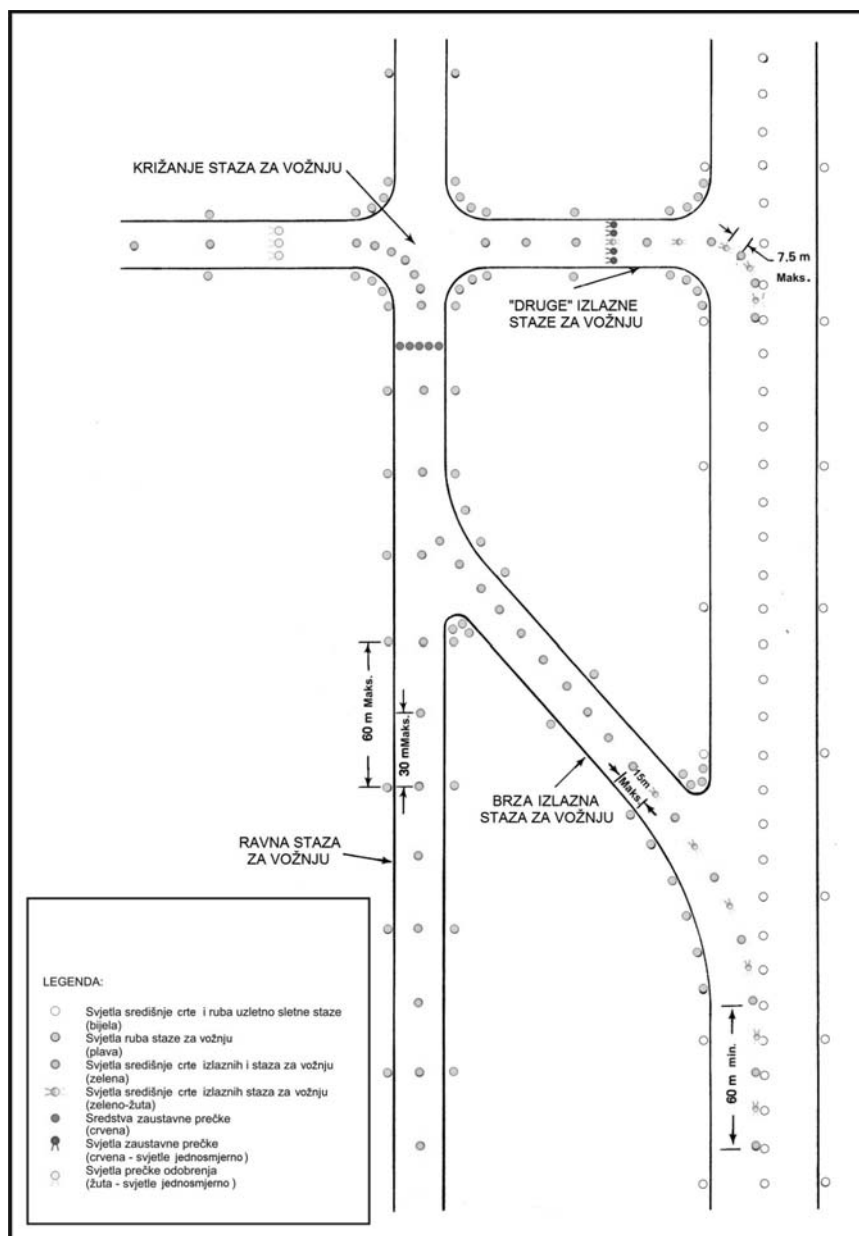 KRIŽANJE STAZA ZA VOŽNJU
7.5 m
Maks.
"DRUGE" IZLAZNE
STAZE ZA VOŽNJU
60 m Maks.
30 m Maks.
15m
Maks.
BRZA IZLAZNA
STAZA ZA VOŽNJU
RAVNA STAZA
ZA VOŽNJU
60 m min.
LEGENDA:
Svjetla središnje crte i ruba uzletno sletne staze
(bijela)
Svjetla ruba staze za vožnju
(plava)
Svjetla središnje crte izlaznih i staza za vožnju
(zelena)
Svjetla središnje crte izlaznih staza za vožnju
(zeleno-žuta)
Sredstva zaustavne prečke
(crvena)
Svjetla zaustavne prečke
(crvena - svjetle jednosmjerno)
Svjetla prečke odobrenja
(žuta - svjetle jednosmjerno)